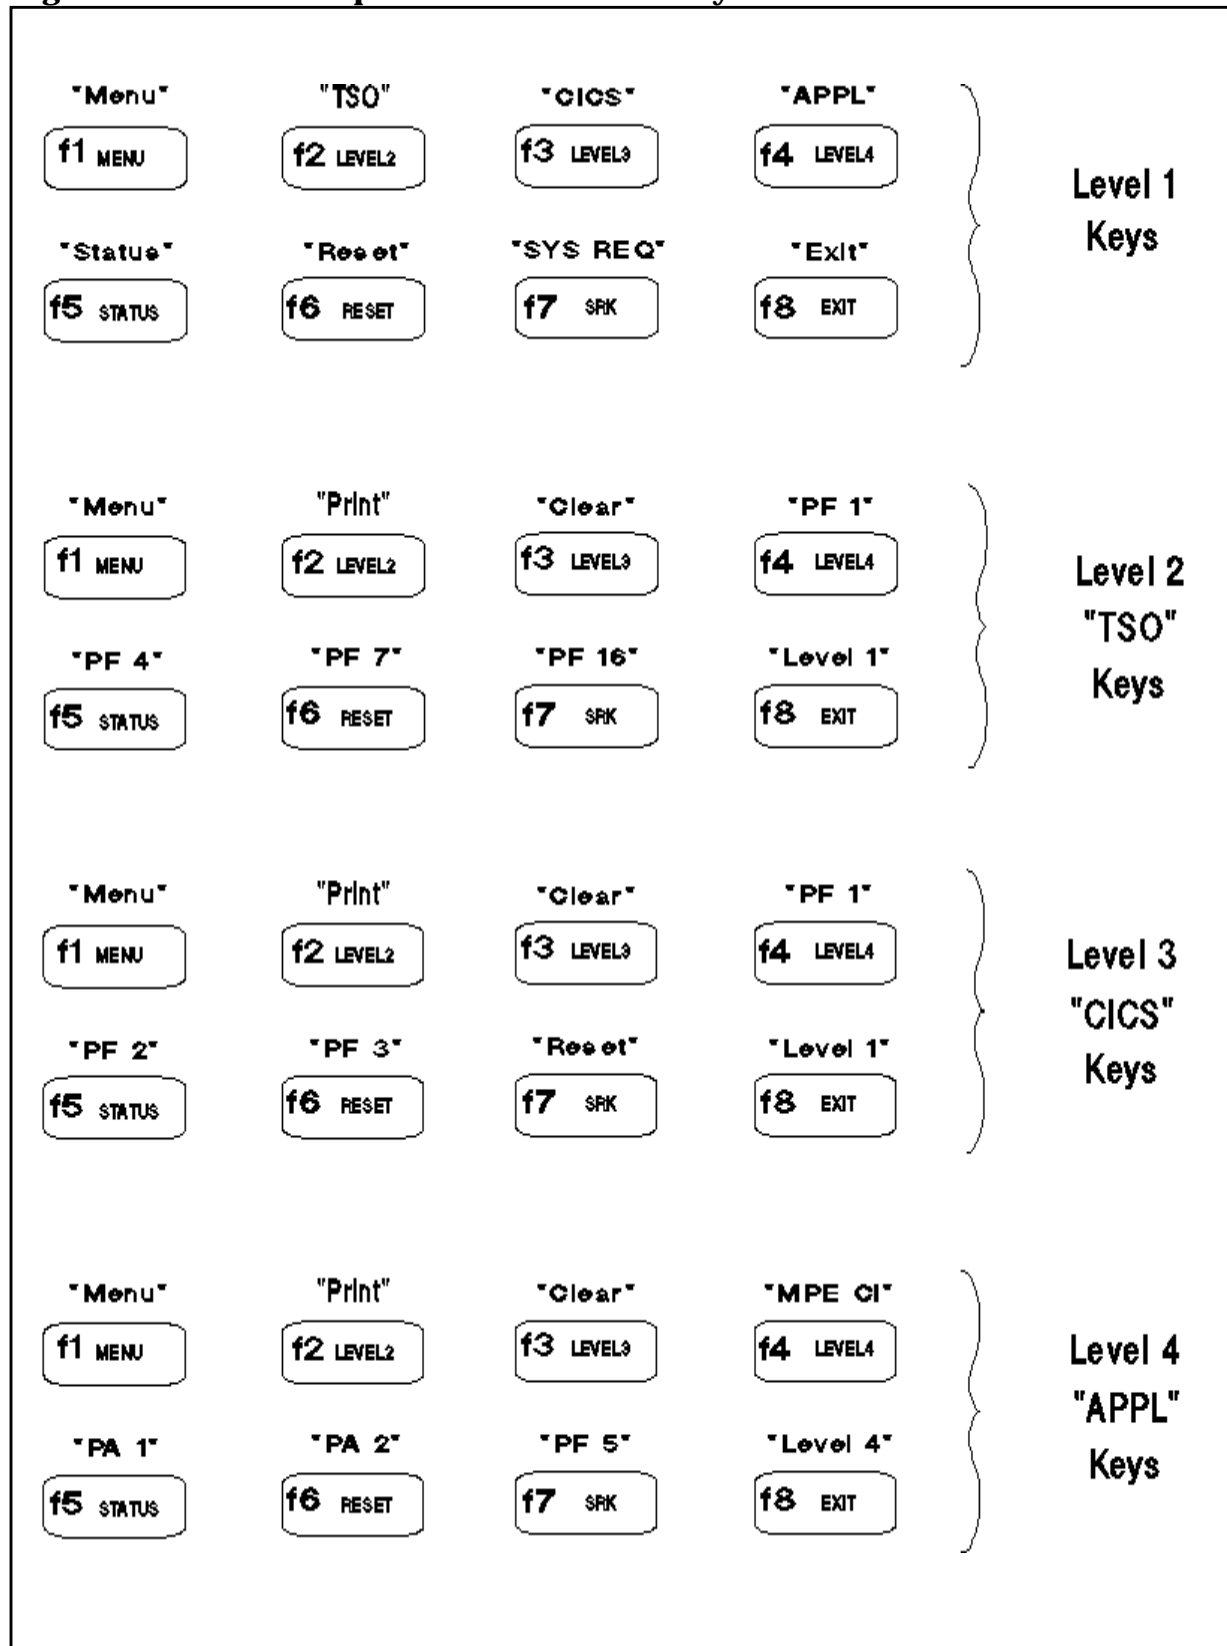 "Menu" "TSO" "CICS" "APPL"
f1 MENU f2 LEVEL2 f3 LEVEL3 f4 LEVEL4
Level 1
Keys
"Status" "Reset" "SYS REQ" "Exit"
f5 STATUS f6 RESET f7 SRK f8 EXIT
"Menu" "Print" "Clear" "PF 1"
f1 MENU f2 LEVEL2 f3 LEVEL3 f4 LEVEL4
Level 2
"TSO"
Keys
"PF 4" "PF 7" "PF 16" "Level 1"
f5 STATUS f6 RESET f7 SRK f8 EXIT
"Menu" "Print" "Clear" "PF 1"
f1 MENU f2 LEVEL2 f3 LEVEL3 f4 LEVEL4
Level 3
"CICS"
Keys
"PF 2" "PF 3" "Reset" "Level 1"
f5 STATUS f6 RESET f7 SRK f8 EXIT
"Menu" "Print" "Clear" "MPE CI"
f1 MENU f2 LEVEL2 f3 LEVEL3 f4 LEVEL4
Level 4
"APPL"
Keys
"PA 1" "PA 2" "PF 5" "Level 4"
f5 STATUS f6 RESET f7 SRK f8 EXIT